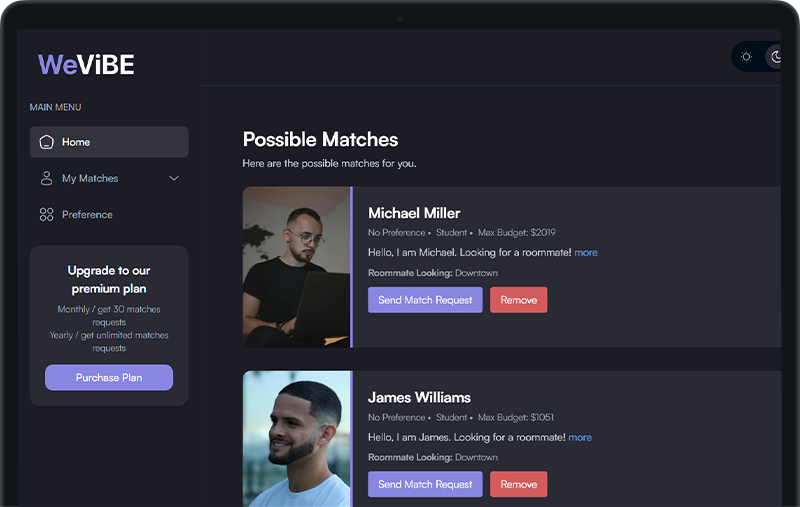 WeViBE
MAIN MENU
Home
My Matches
Preference
Upgrade to our
premium plan
Monthly / get 30 matches
requests
Yearly / get unlimited matches
requests
Purchase Plan
Possible Matches
Here are the possible matches for you.
Michael Miller
No Preference • Student • Max Budget: $2019
Hello, I am Michael. Looking for a roommate! more
Roommate Looking: Downtown
Send Match Request
Remove
James Williams
No Preference • Student • Max Budget: $1051
Hello, I am James. Looking for a roommate! more
Roommate Looking: Downtown
Send Match Request
Remove